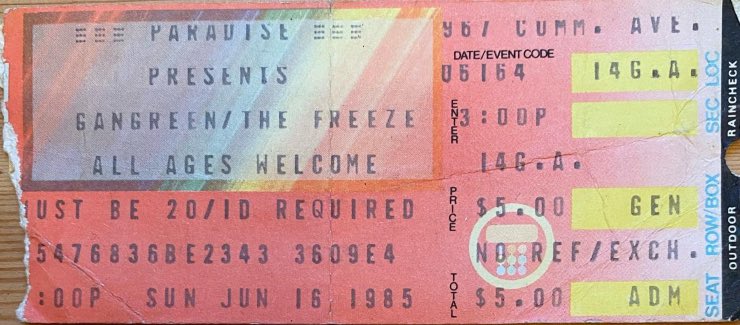 PARADISE 967 COMM. AVE.
DATE/EVENT CODE
PRESENTS 06164 14G.A.
GANGREEN/THE FREEZE ENTER 3:00P
ALL AGES WELCOME 14G.A.
UST BE 20/ID REQUIRED PRICE $5.00 GEN
5476836BE2343 3609E4 NO REF/EXCH.
:00P SUN JUN 16 1985 TOTAL $5.00 ADM
SEC LOC
ROW/BOX
SEAT
RAINCHECK
OUTDOOR